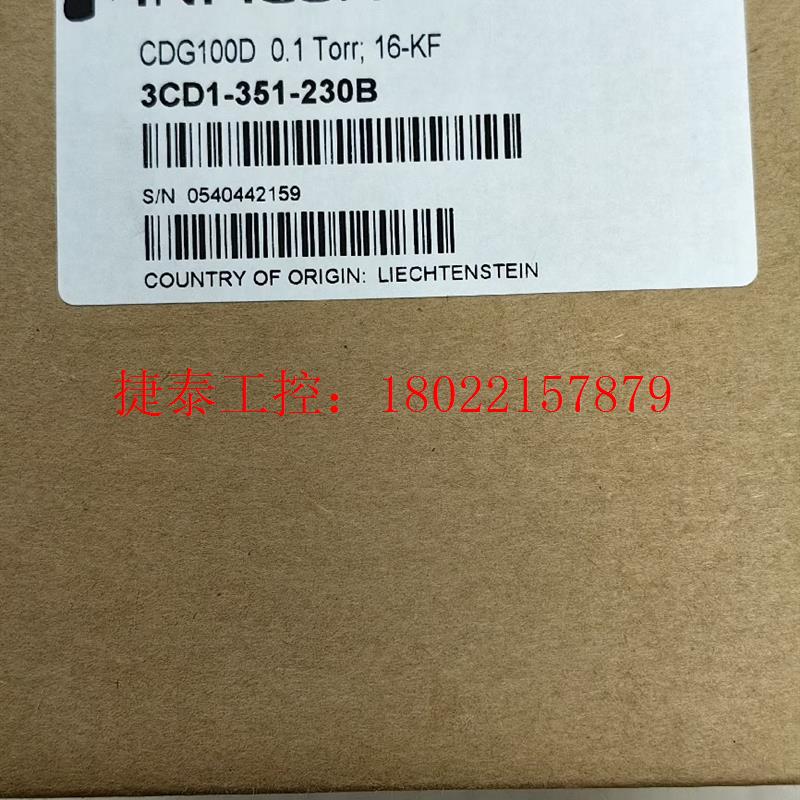 CDG100D 0.1 Torr; 16-KF
3CD1-351-230B
S/N 0540442159
COUNTRY OF ORIGIN: LIECHTENSTEIN
捷泰工控：18022157879